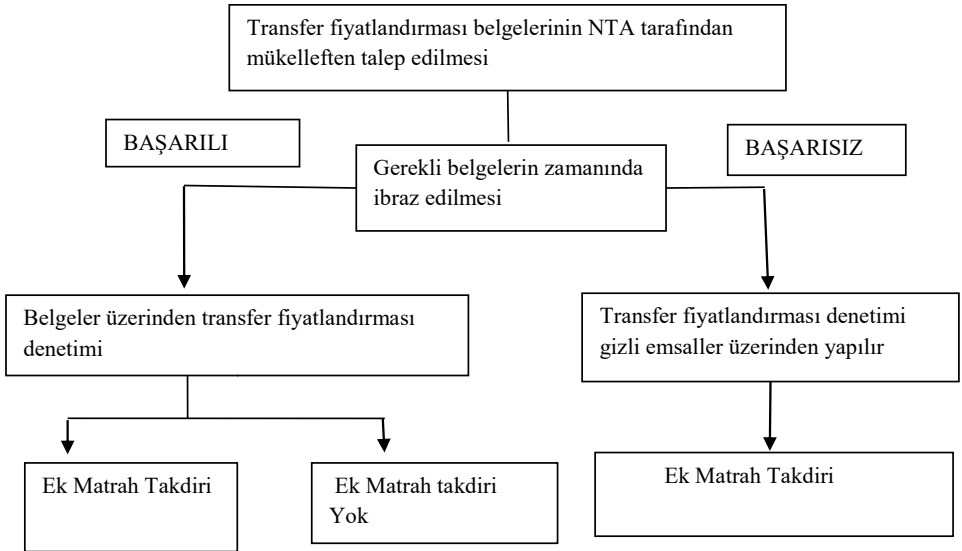 Transfer fiyatlandırması belgelerinin NTA tarafından
mükelleften talep edilmesi
BAŞARILI
BAŞARISIZ
Gerekli belgelerin zamanında
ibraz edilmesi
Belgeler üzerinden transfer fiyatlandırması
denetimi
Transfer fiyatlandırması denetimi
gizli emsaller üzerinden yapılır
Ek Matrah Takdiri
Ek Matrah takdiri
Yok
Ek Matrah Takdiri